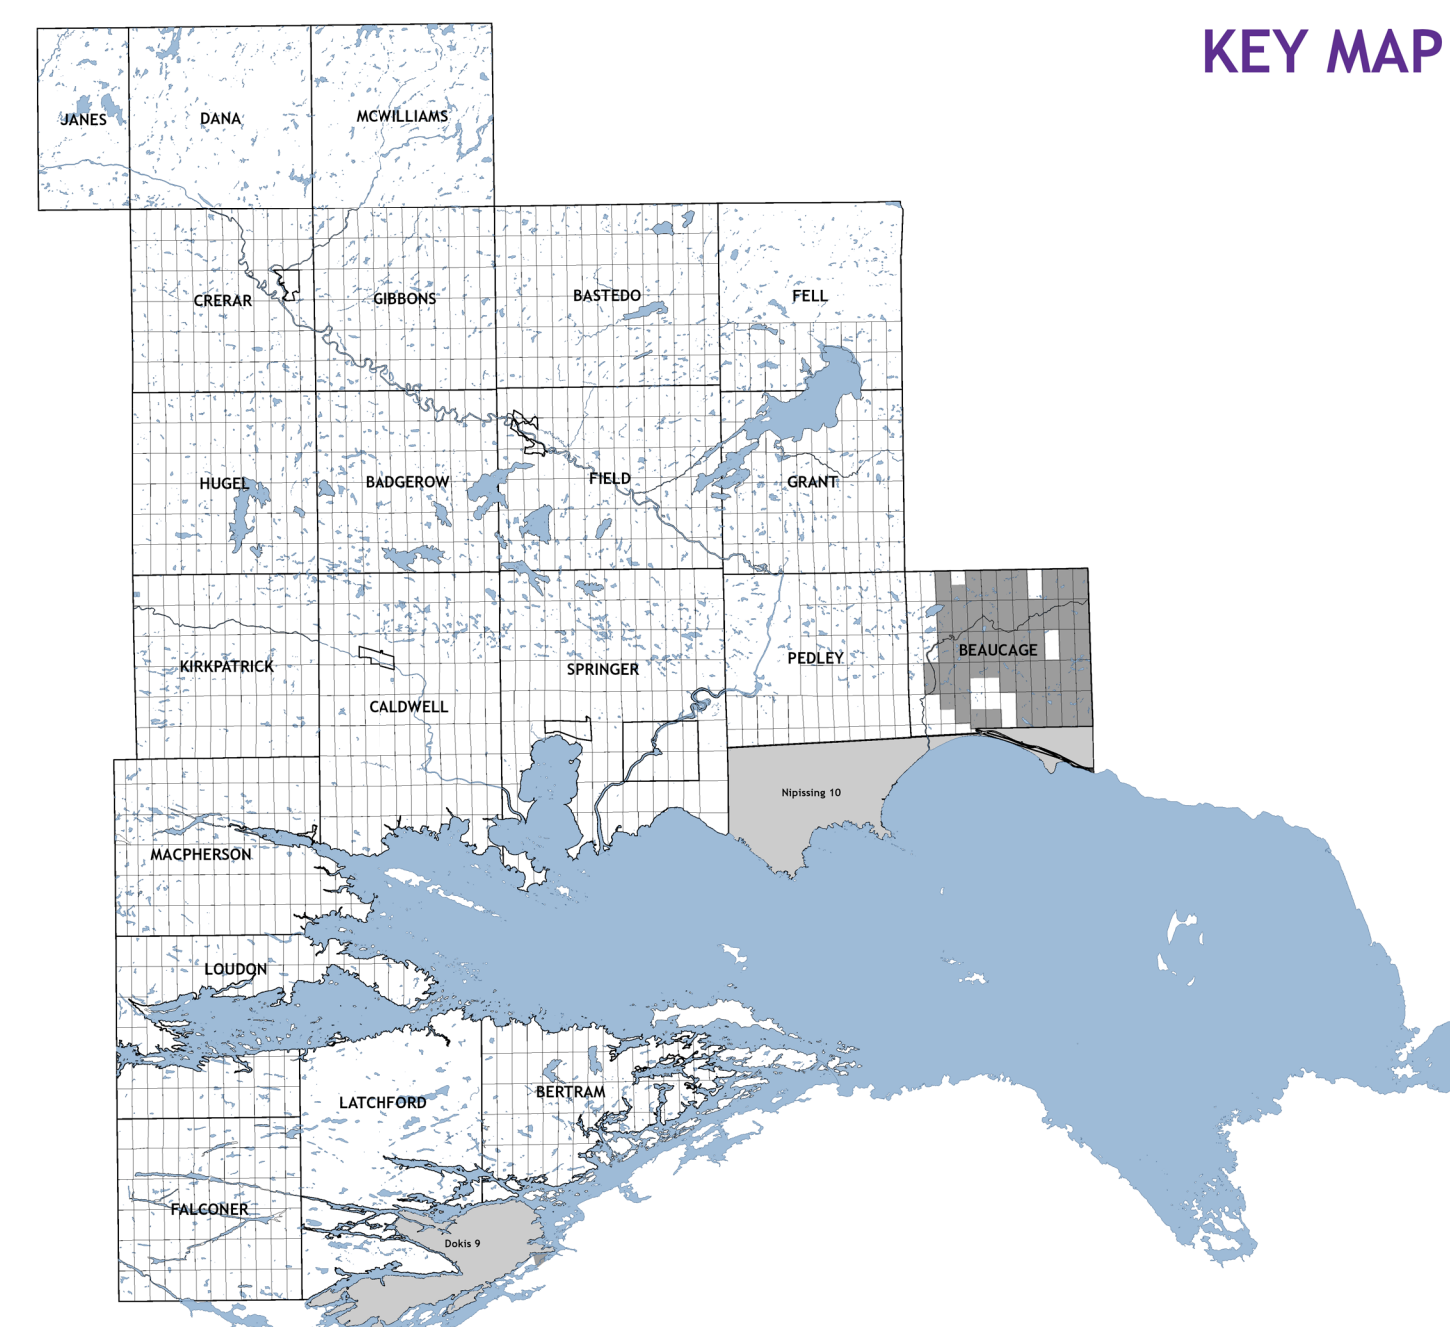 KEY MAP
JANES
DANA
MCWILLIAMS
CRERAR
GIBBONS
BASTEDO
FELL
HUGEL
BADGEROW
FIELD
GRANT
KIRKPATRICK
CALDWELL
SPRINGER
PEDLEY
BEAUCAGE
Nipissing 10
MACPHERSON
LOUDON
LATCHFORD
BERTRAM
FALCONER
Dokis 9